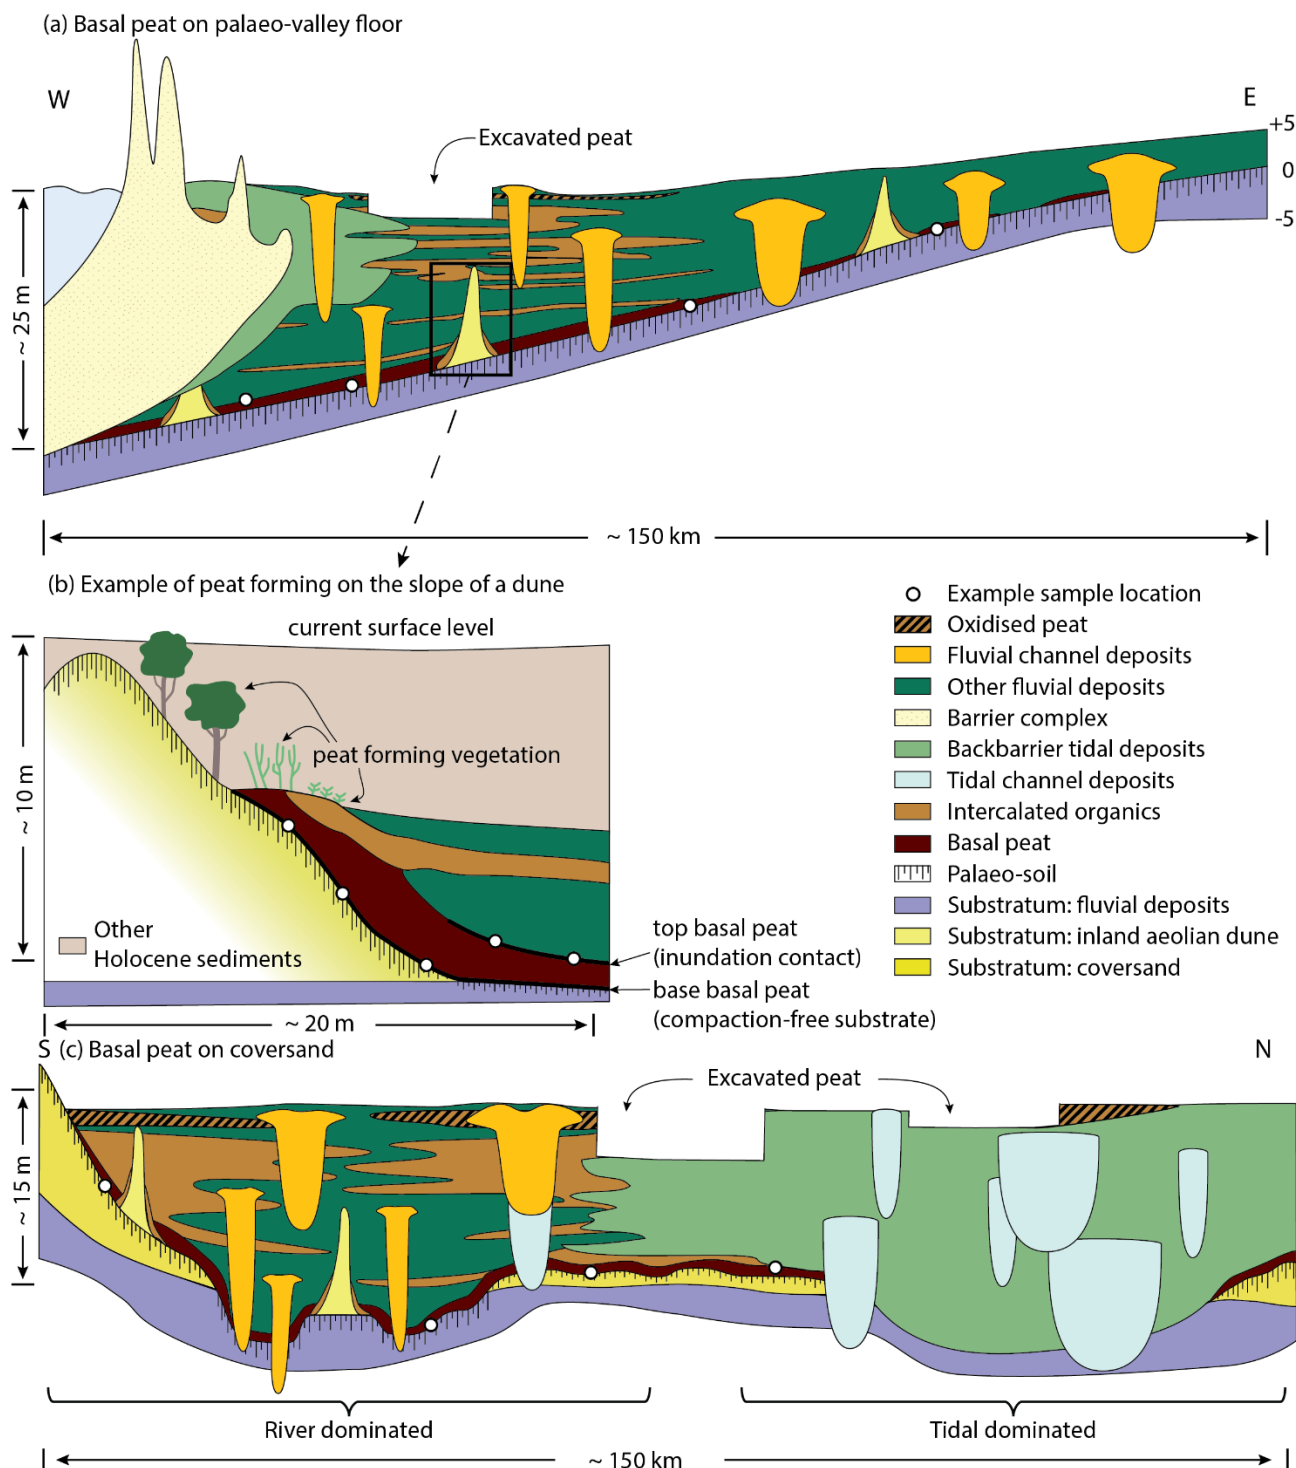 (a) Basal peat on palaeo-valley floor
W
E
Excavated peat
+5
0
-5
~ 25 m
~ 150 km
(b) Example of peat forming on the slope of a dune
current surface level
peat forming vegetation
~ 10 m
Other
Holocene sediments
top basal peat
(inundation contact)
base basal peat
(compaction-free substrate)
~ 20 m
Example sample location
Oxidised peat
Fluvial channel deposits
Other fluvial deposits
Barrier complex
Backbarrier tidal deposits
Tidal channel deposits
Intercalated organics
Basal peat
Palaeo-soil
Substratum: fluvial deposits
Substratum: inland aeolian dune
Substratum: coversand
S (c) Basal peat on coversand
N
Excavated peat
~ 15 m
River dominated
Tidal dominated
~ 150 km